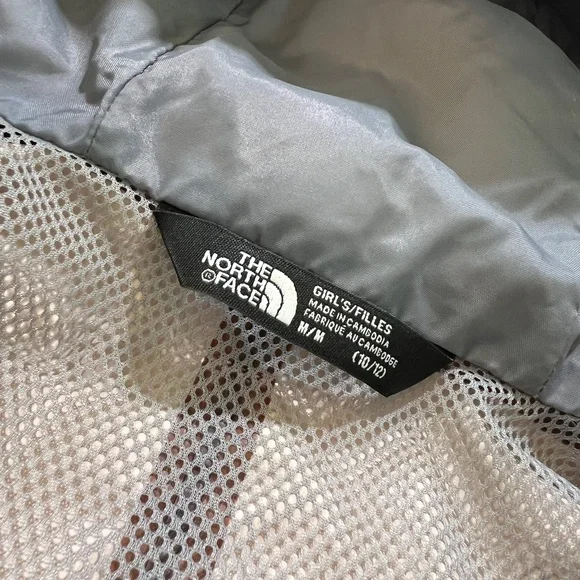 THE
NORTH
FACE
GIRL'S/FILLES
MADE IN CAMBODIA
FABRIQUE AU CAMBODGE
M/M (10/12)